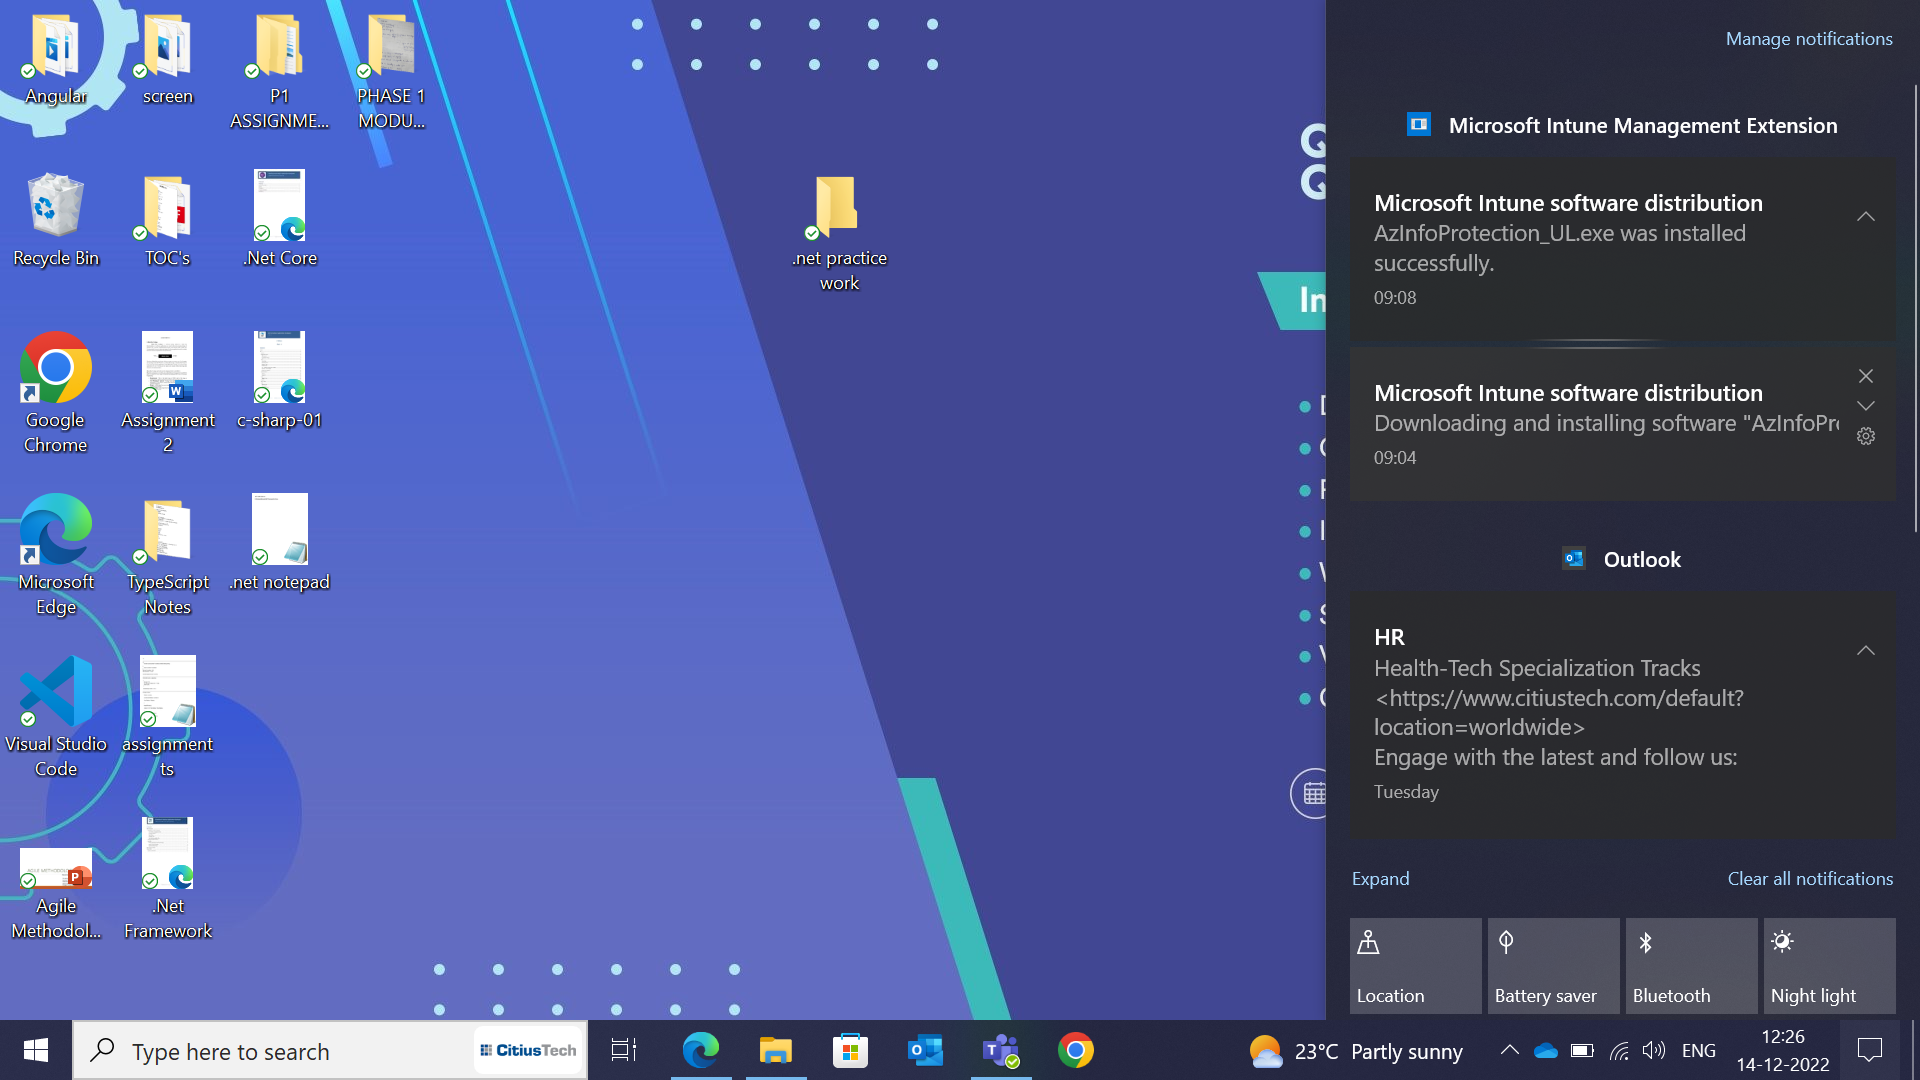 Angular
screen
P1
ASSIGNME...
PHASE 1
MODU...
Recycle Bin
TOC's
.Net Core
.net practice
work
Google
Chrome
Assignment
2
c-sharp-01
Microsoft
Edge
TypeScript
Notes
.net notepad
Visual Studio
Code
assignment
ts
Agile
Methodol...
.Net
Framework
In
Manage notifications
Microsoft Intune Management Extension
Microsoft Intune software distribution
AzInfoProtection_UL.exe was installed
successfully.
09:08
Microsoft Intune software distribution
Downloading and installing software "AzInfoPr
09:04
Outlook
HR
Health-Tech Specialization Tracks
<https://www.citiustech.com/default?
location=worldwide>
Engage with the latest and follow us:
Tuesday
Expand
Clear all notifications
Location
Battery saver
Bluetooth
Night light
Type here to search
CitiusTech
23°C Partly sunny
ENG
12:26
14-12-2022